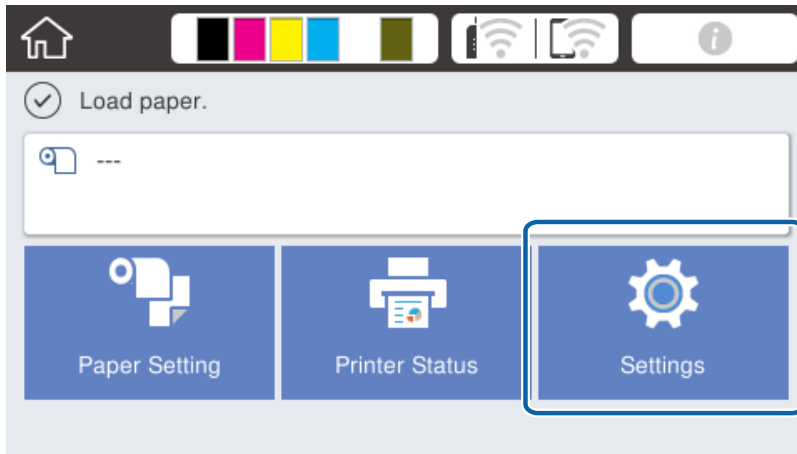 i
Load paper.
---
Paper Setting
Printer Status
Settings